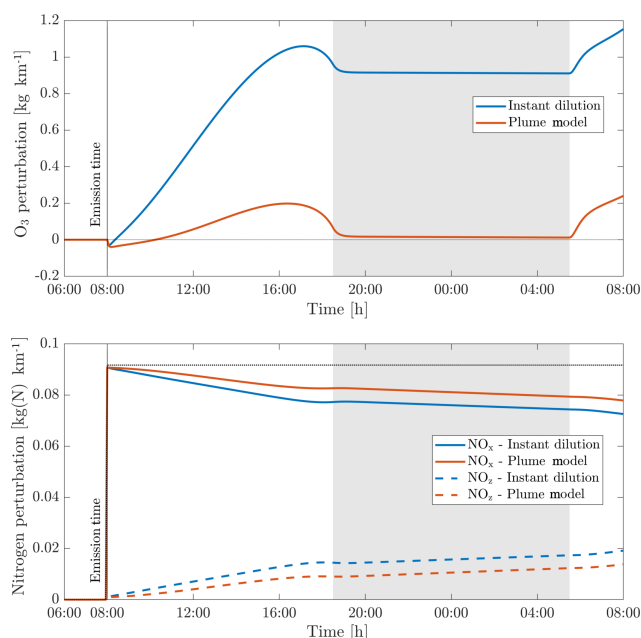 1.2
1
0.8
0.6
0.4
0.2
0
-0.2
O₃ perturbation [kg km⁻¹]
Emission time
Instant dilution
Plume model
06:00 08:00 12:00 16:00 20:00 00:00 04:00 08:00
Time [h]
0.1
0.08
0.06
0.04
0.02
0
Nitrogen perturbation [kg(N) km⁻¹]
Emission time
NOₓ - Instant dilution
NOₓ - Plume model
NO_z - Instant dilution
NO_z - Plume model
06:00 08:00 12:00 16:00 20:00 00:00 04:00 08:00
Time [h]